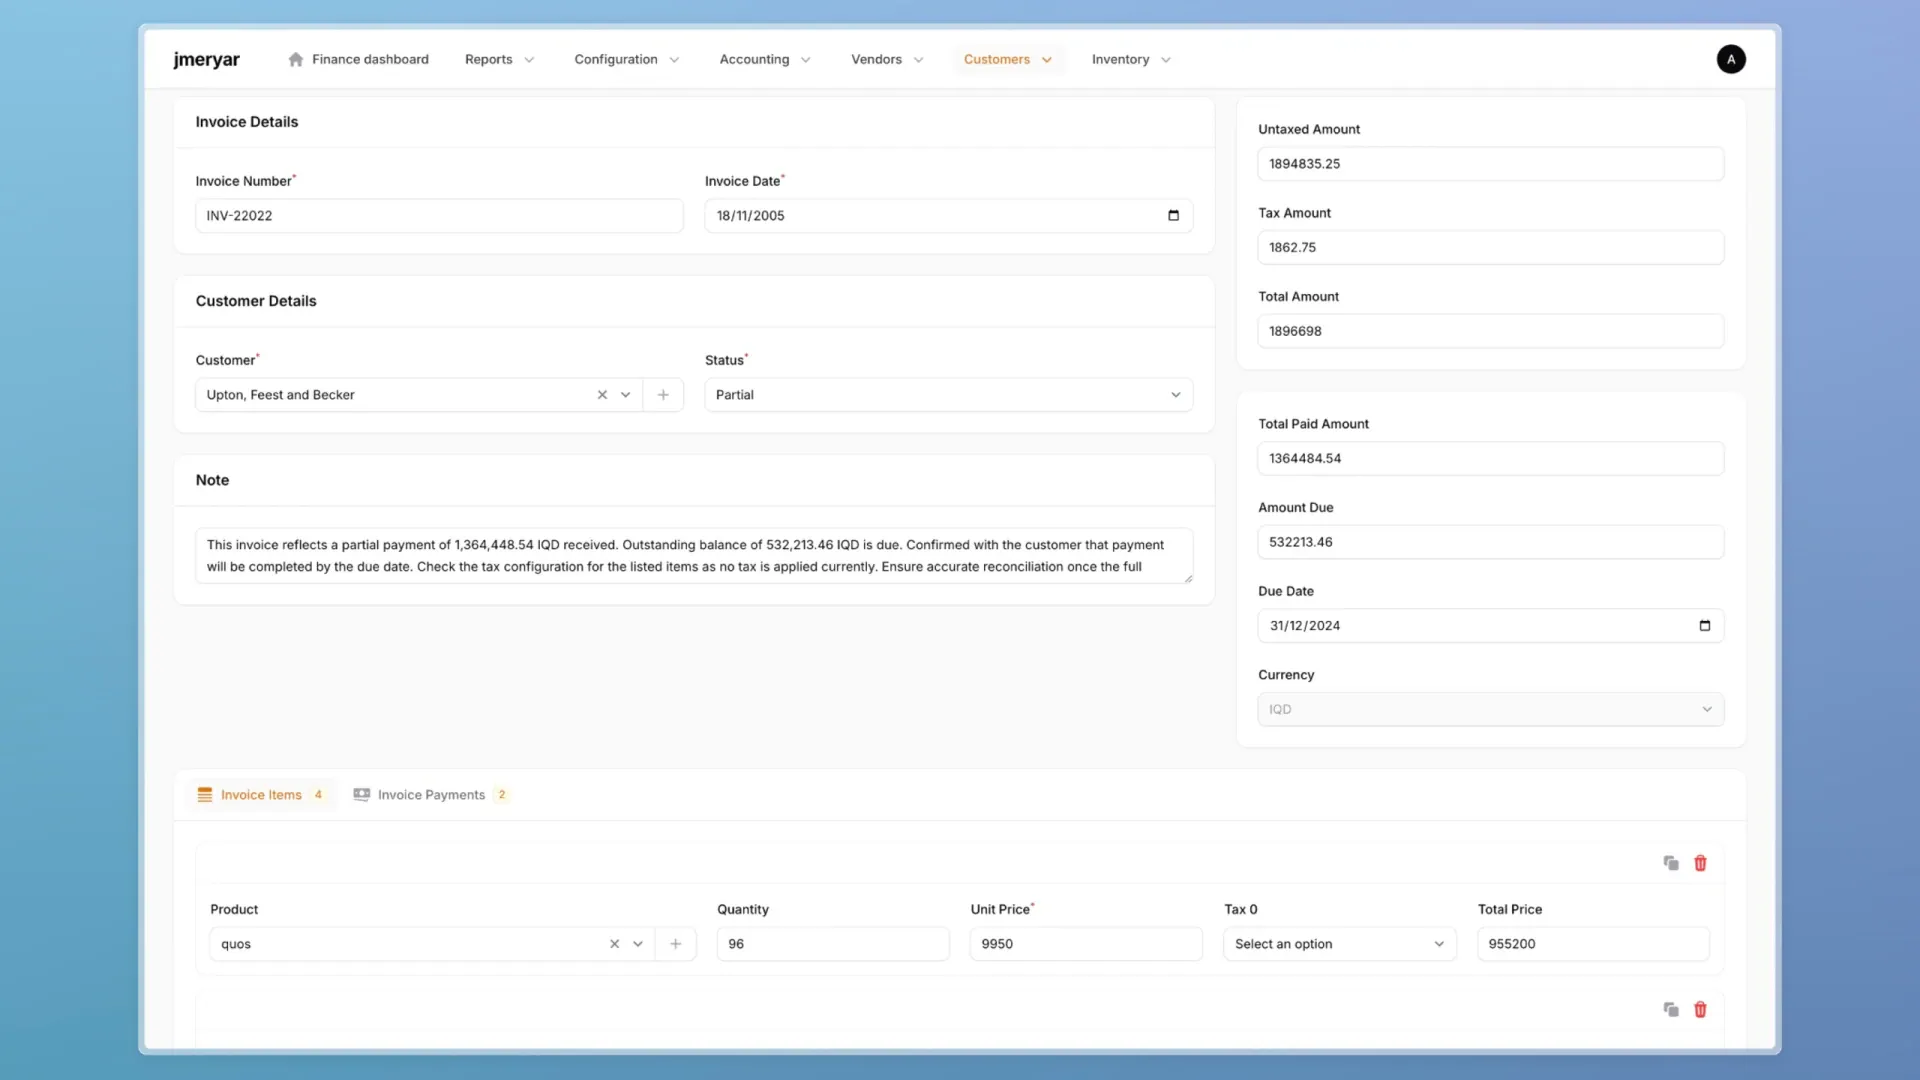 jmeryar
Finance dashboard
Reports
Configuration
Accounting
Vendors
Customers
Inventory
A
Invoice Details
Invoice Number*
INV-22022
Invoice Date*
18/11/2005
Customer Details
Customer*
Upton, Feest and Becker
Status*
Partial
Note
This invoice reflects a partial payment of 1,364,448.54 IQD received. Outstanding balance of 532,213.46 IQD is due. Confirmed with the customer that payment
will be completed by the due date. Check the tax configuration for the listed items as no tax is applied currently. Ensure accurate reconciliation once the full
Untaxed Amount
1894835.25
Tax Amount
1862.75
Total Amount
1896698
Total Paid Amount
1364484.54
Amount Due
532213.46
Due Date
31/12/2024
Currency
IQD
Invoice Items 4
Invoice Payments 2
Product
quos
Quantity
96
Unit Price*
9950
Tax 0
Select an option
Total Price
955200